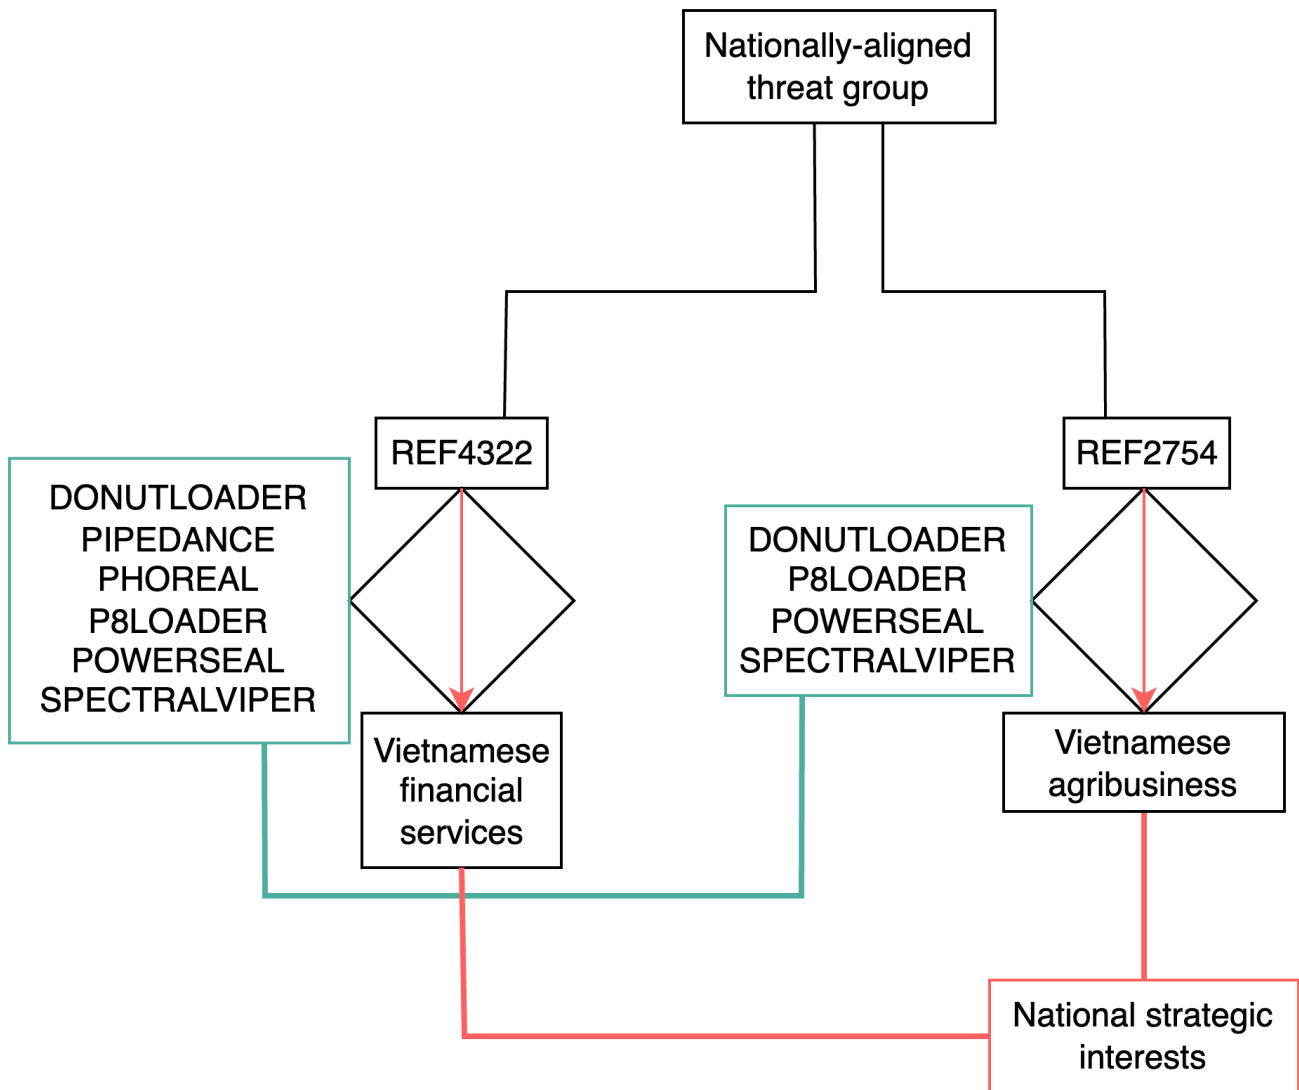 Nationally-aligned
threat group
REF4322
REF2754
DONUTLOADER
PIPEDANCE
PHOREAL
P8LOADER
POWERSEAL
SPECTRALVIPER
DONUTLOADER
P8LOADER
POWERSEAL
SPECTRALVIPER
Vietnamese
financial
services
Vietnamese
agribusiness
National strategic
interests